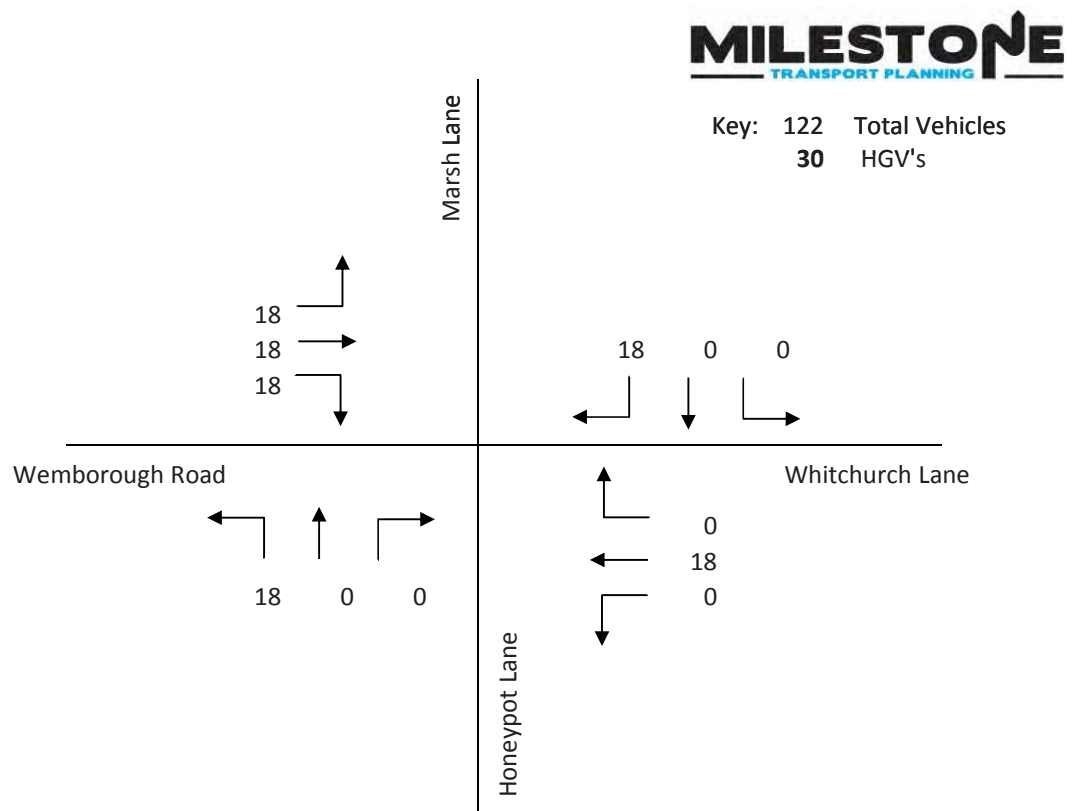 MILESTONE
TRANSPORT PLANNING
Key: 122 Total Vehicles
30 HGV's
Marsh Lane
18
18
18
18 0 0
Wemborough Road
Whitchurch Lane
0
18
0
18 0 0
Honeypot Lane